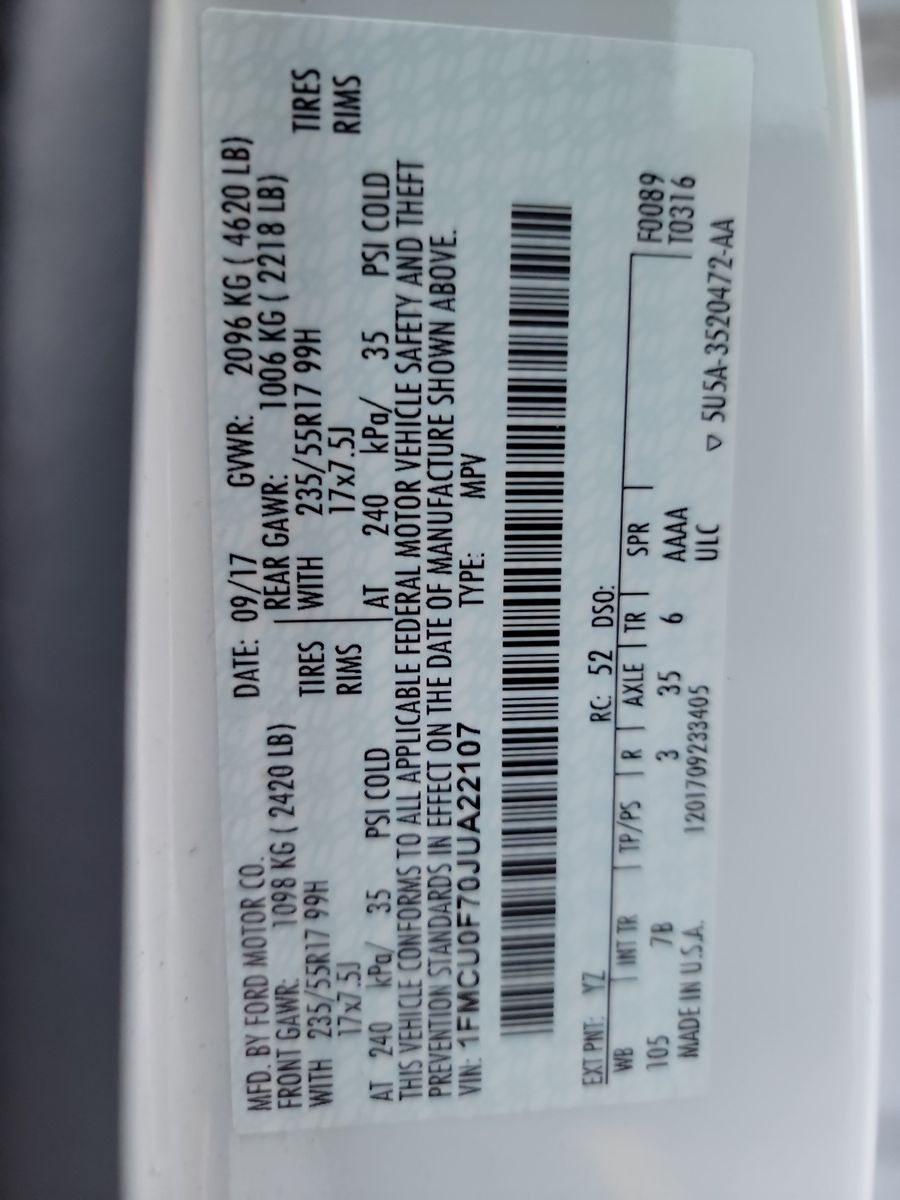 MFD. BY FORD MOTOR CO. DATE: 09/17 GVWR: 2096 KG ( 4620 LB)
FRONT GAWR: 1098 KG ( 2420 LB) REAR GAWR: 1006 KG ( 2218 LB)
WITH 235/55R17 99H TIRES WITH 235/55R17 99H TIRES
17x7.5J RIMS 17x7.5J RIMS
AT 240 kPa/ 35 PSI COLD AT 240 kPa/ 35 PSI COLD
THIS VEHICLE CONFORMS TO ALL APPLICABLE FEDERAL MOTOR VEHICLE SAFETY AND THEFT
PREVENTION STANDARDS IN EFFECT ON THE DATE OF MANUFACTURE SHOWN ABOVE.
VIN: 1FMCU0F70JUA22107 TYPE: MPV
EXT PNT: YZ RC: 52 DSO:
WB INT TR TP/PS R AXLE TR SPR F0089
105 7B 3 35 6 AAAA T0316
MADE IN U.S.A. 1201709233405 ULC ▽ 5U5A-3520472-AA